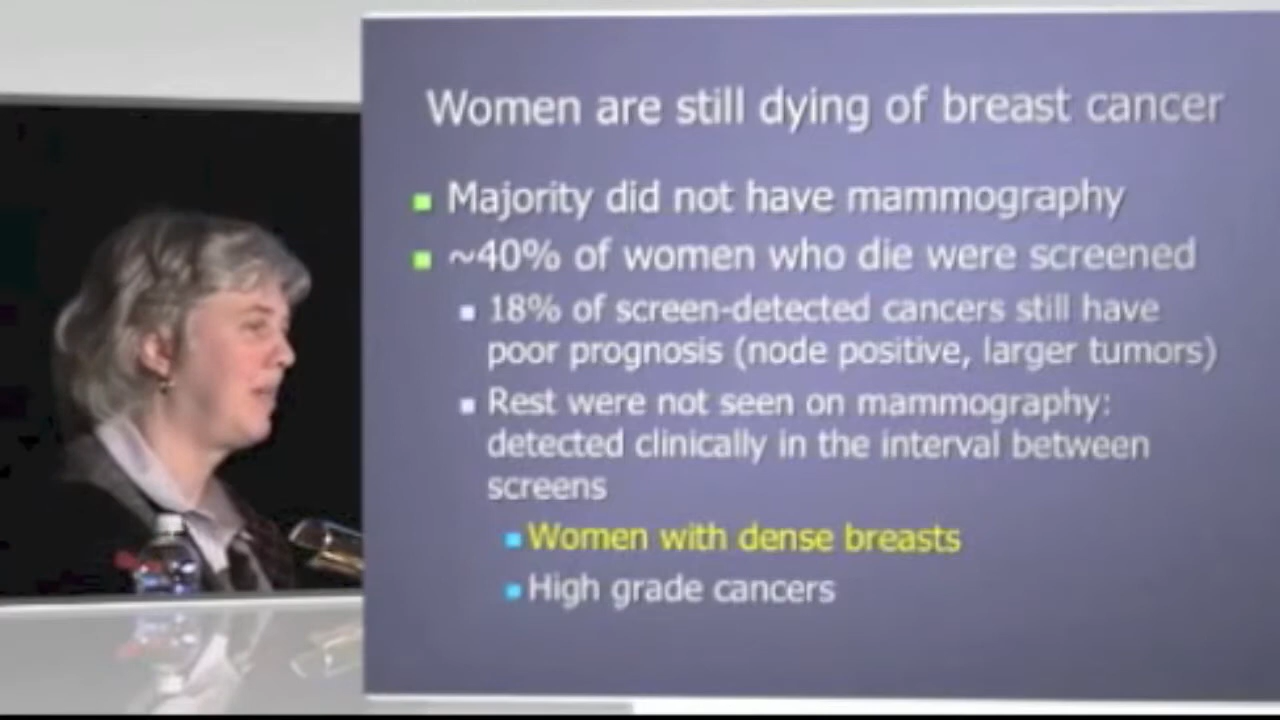 Women are still dying of breast cancer
Majority did not have mammography
~40% of women who die were screened
18% of screen-detected cancers still have
poor prognosis (node positive, larger tumors)
Rest were not seen on mammography:
detected clinically in the interval between
screens
Women with dense breasts
High grade cancers